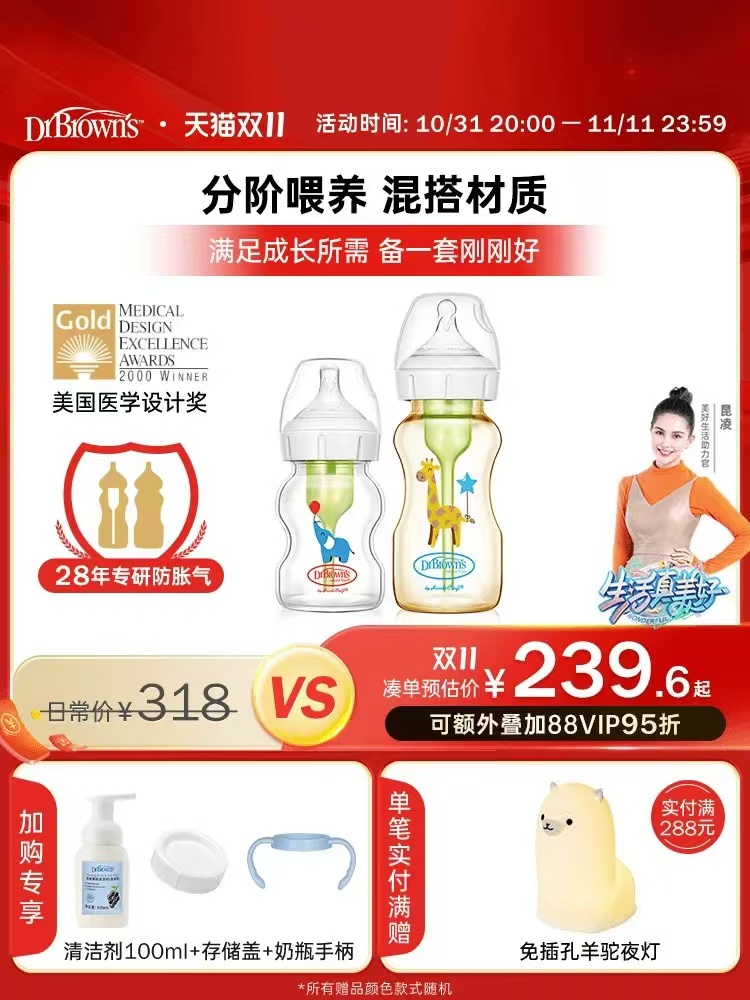 DrBrown's™ · 天猫双11 活动时间: 10/31 20:00 — 11/11 23:59
分阶喂养 混搭材质
满足成长所需 备一套刚刚好
Gold
MEDICAL
DESIGN
EXCELLENCE
AWARDS
2000 WINNER
美国医学设计奖
28年专研防胀气
DrBrown's
DrBrown's
昆凌
美好生活助力官
生活真美好
WONDERFUL
日常价¥318
VS
双11
凑单预估价¥239.6起
可额外叠加88VIP95折
加购专享
DrBrown's
清洁剂100ml+存储盖+奶瓶手柄
单笔实付满赠
实付满
288元
免插孔羊驼夜灯
*所有赠品颜色款式随机